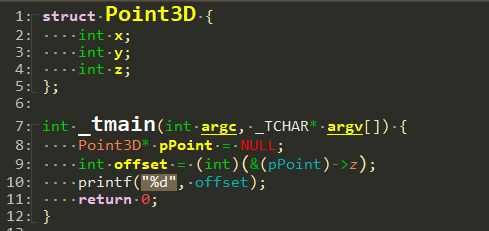 1: struct Point3D {
2:     int x;
3:     int y;
4:     int z;
5: };
6:
7: int _tmain(int argc, _TCHAR* argv[]) {
8:     Point3D* pPoint = NULL;
9:     int offset = (int)(&(pPoint)->z);
10:     printf("%d", offset);
11:     return 0;
12: }